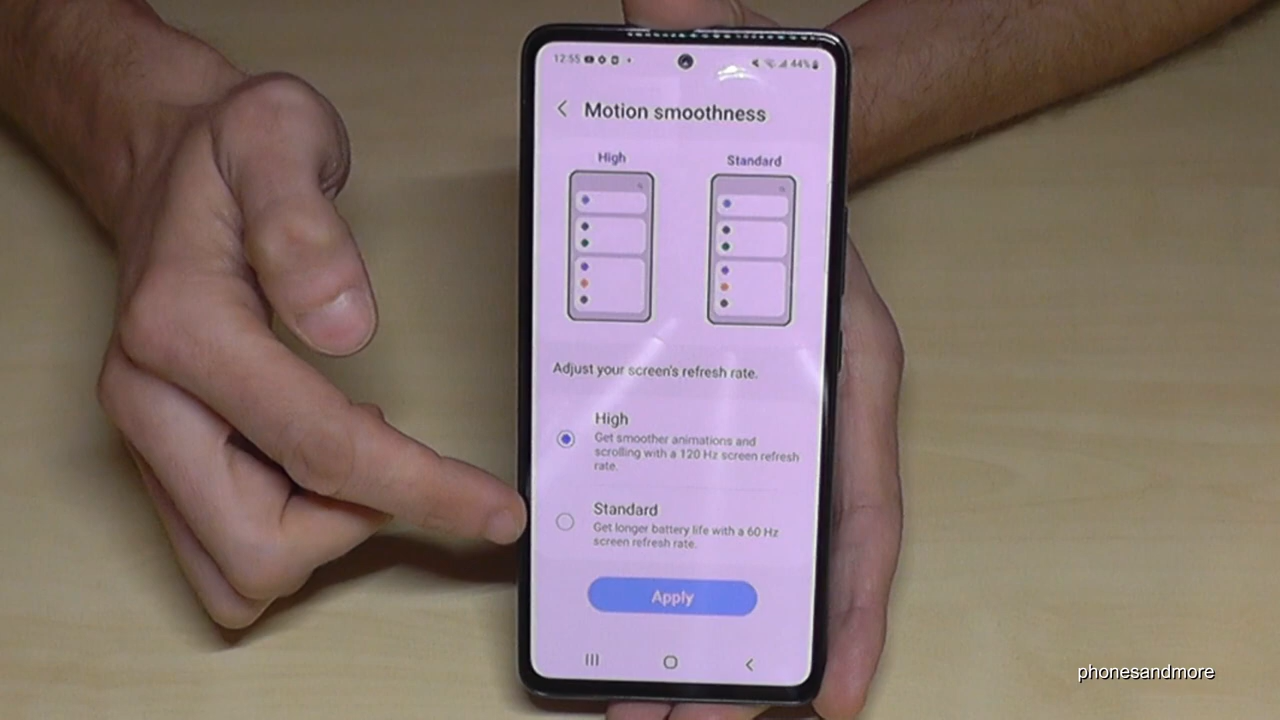 12:55
44%
Motion smoothness
High
Standard
Adjust your screen's refresh rate.
High
Get smoother animations and
scrolling with a 120 Hz screen refresh
rate.
Standard
Get longer battery life with a 60 Hz
screen refresh rate.
Apply
phonesandmore